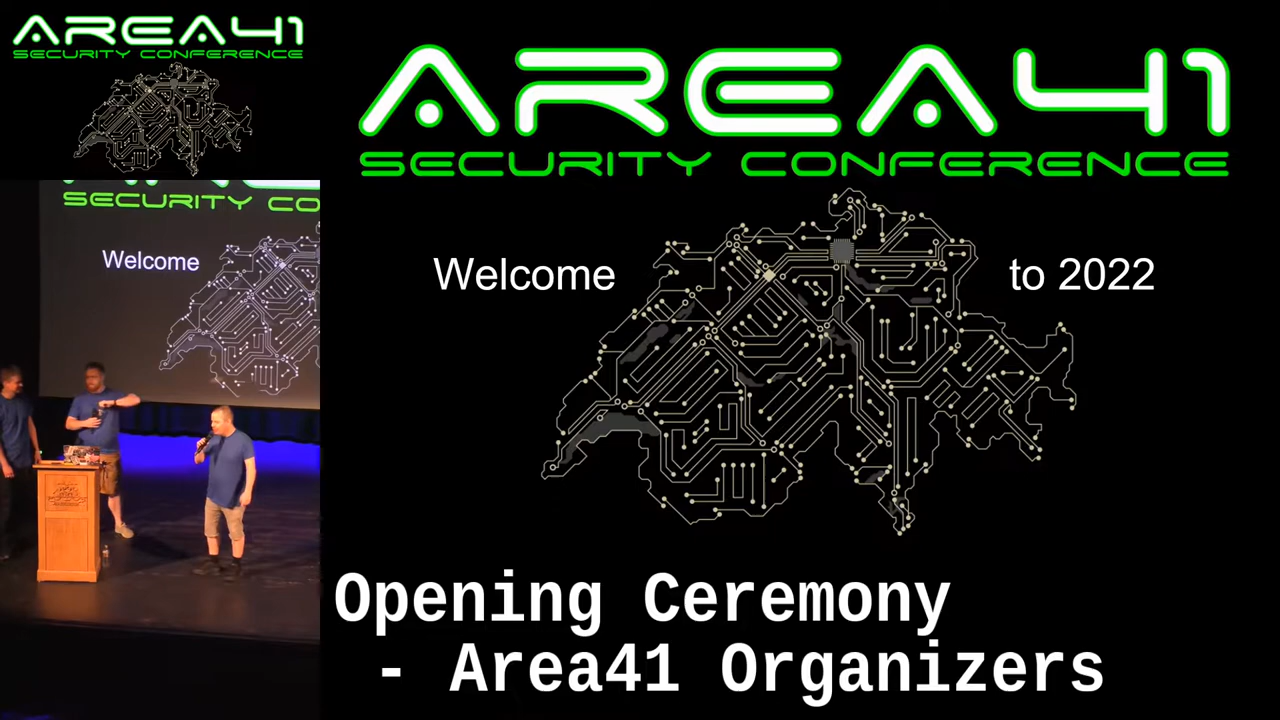 AREA41
SECURITY CONFERENCE
AREA41
SECURITY CONFERENCE
SECURITY CO
Welcome
Welcome
to 2022
Opening Ceremony
- Area41 Organizers